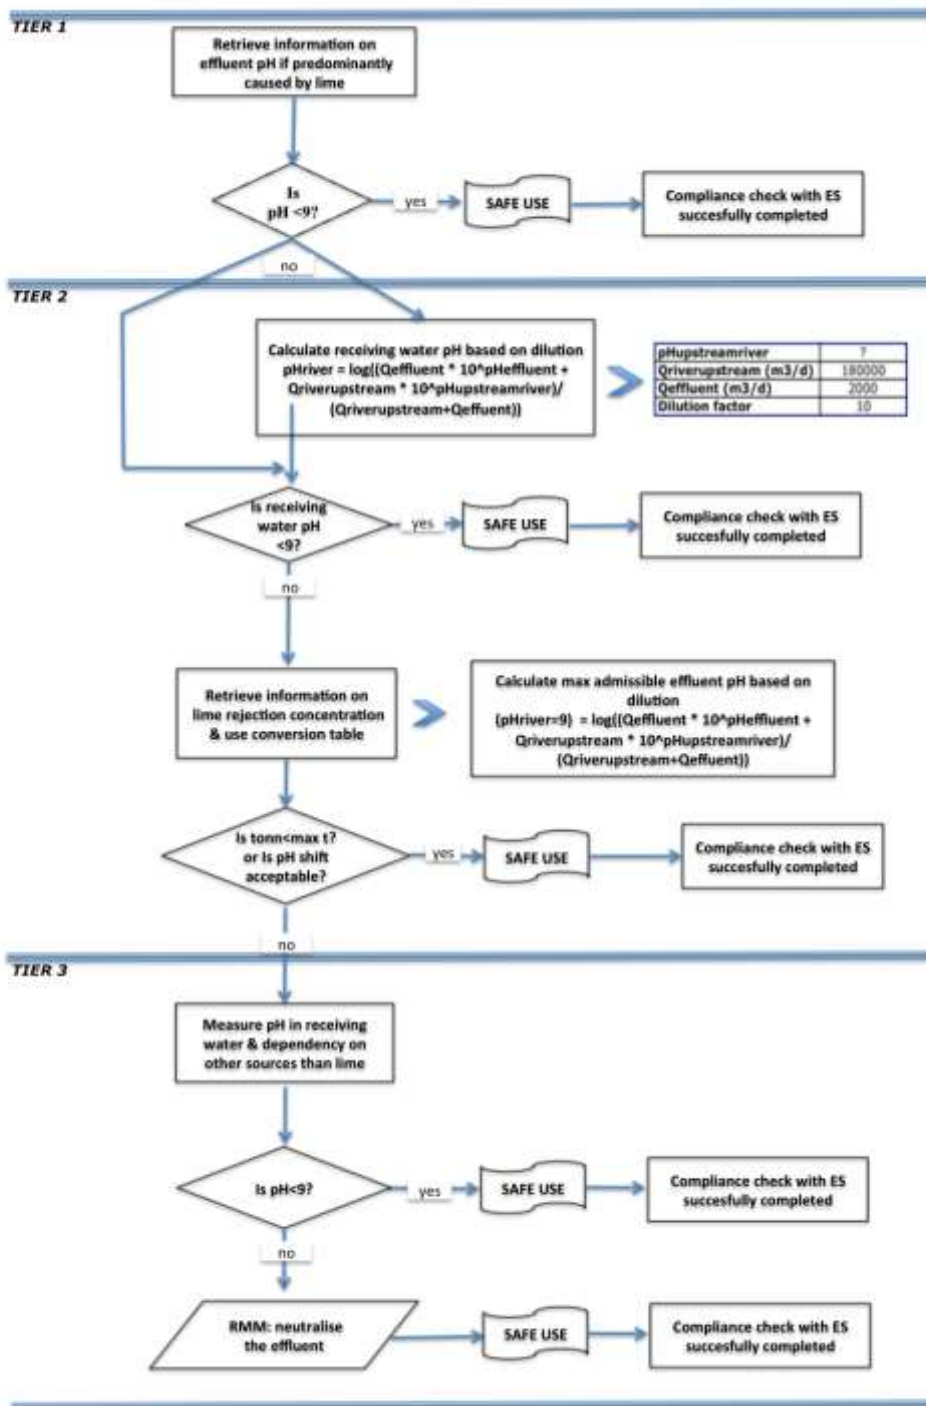 TIER 1
Retrieve information on
effluent pH if predominantly
caused by lime
Is
pH <9?
yes
SAFE USE
Compliance check with ES
succesfully completed
no
TIER 2
Calculate receiving water pH based on dilution
pHriver = log((Qeffluent * 10^pHeffluent +
Qriverupstream * 10^pHupstreamriver)/
(Qriverupstream+Qeffuent))
pHupstreamriver ?
Qriverupstream (m3/d) 180000
Qeffluent (m3/d) 2000
Dilution factor 10
Is receiving
water pH
<9?
yes
SAFE USE
Compliance check with ES
succesfully completed
no
Retrieve information on
lime rejection concentration
& use conversion table
Calculate max admissible effluent pH based on
dilution
(pHriver=9) = log((Qeffluent * 10^pHeffluent +
Qriverupstream * 10^pHupstreamriver)/
(Qriverupstream+Qeffuent))
Is tonn<max t?
or Is pH shift
acceptable?
yes
SAFE USE
Compliance check with ES
succesfully completed
no
TIER 3
Measure pH in receiving
water & dependency on
other sources than lime
Is pH<9?
yes
SAFE USE
Compliance check with ES
succesfully completed
no
RMM: neutralise
the effluent
SAFE USE
Compliance check with ES
succesfully completed